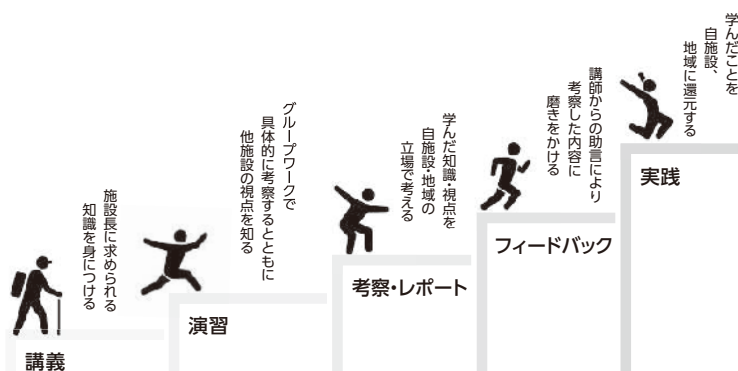 施設長に求められる
知識を身につける
講義
グループワークで
具体的に考察するとともに
他施設の視点を知る
演習
学んだ知識・視点を
自施設・地域の
立場で考える
考察・レポート
講師からの助言により
考察した内容に
磨きをかける
フィードバック
学んだことを
自施設、
地域に還元する
実践